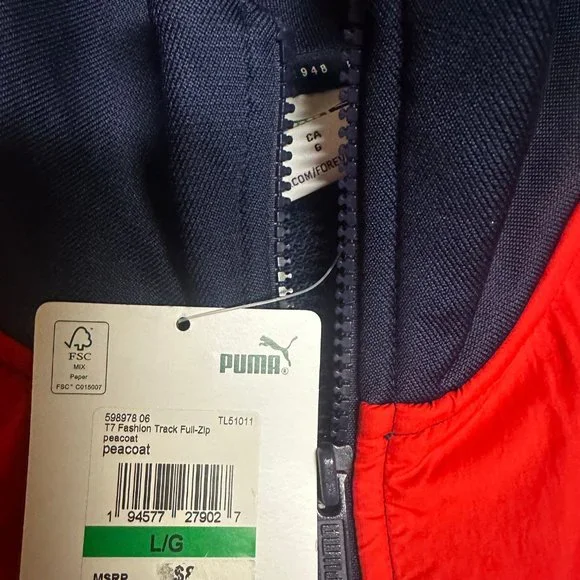 948
CA
G
COM/FOREV
FSC
MIX
Paper
FSC® C015007
PUMA®
598978 06 TL51011
T7 Fashion Track Full-Zip
peacoat
peacoat
1 94577 27902 7
L/G
MSRP
PUMA